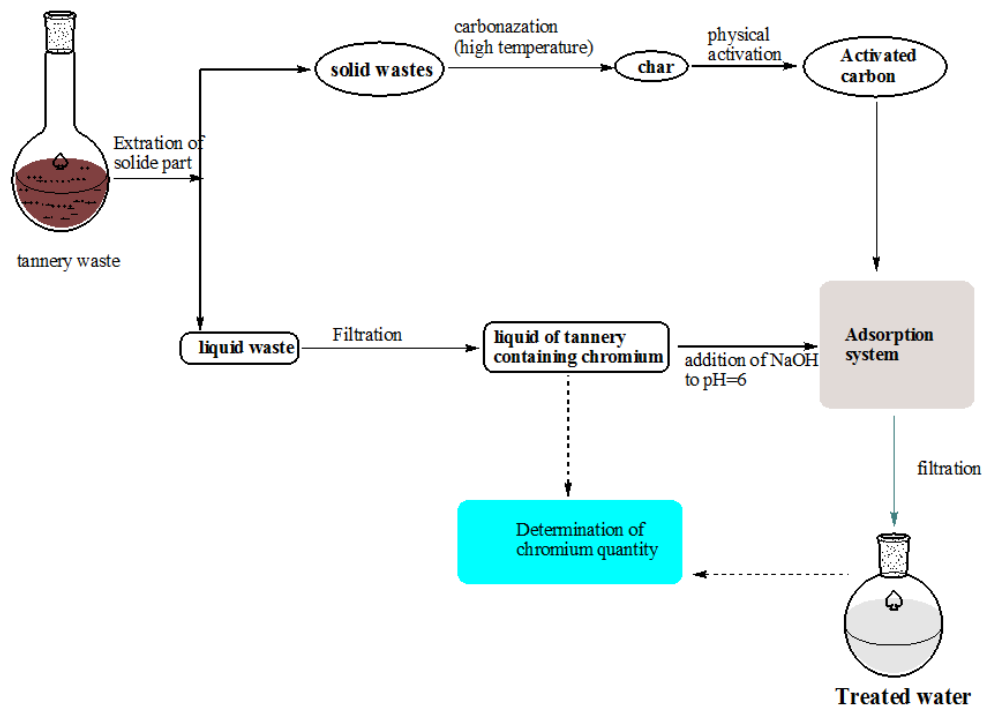 carbonazation
(high temperature)
physical
activation
solid wastes
char
Activated
carbon
Extration of
solide part
tannery waste
liquid waste
Filtration
liquid of tannery
containing chromium
addition of NaOH
to pH=6
Adsorption
system
filtration
Determination of
chromium quantity
Treated water